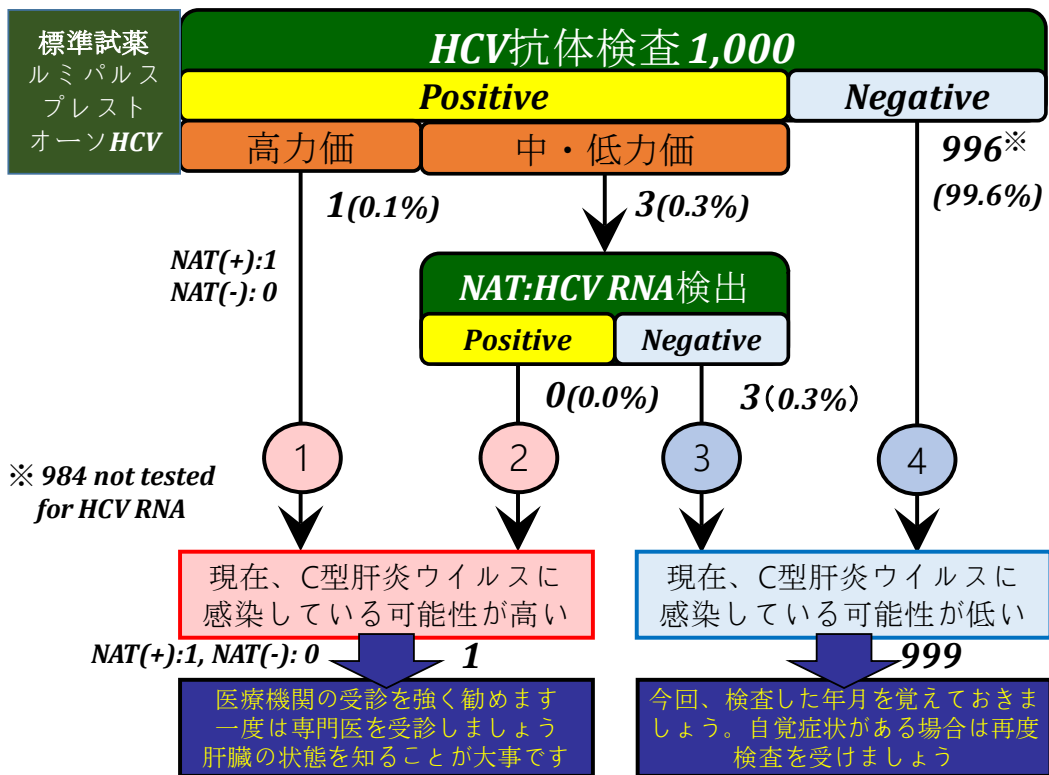 標準試薬
ルミパルス
プレスト
オーソHCV
HCV抗体検査1,000
Positive
Negative
高力価
中・低力価
996※
(99.6%)
1(0.1%)
3(0.3%)
NAT(+):1
NAT(-): 0
NAT:HCV RNA検出
Positive
Negative
0(0.0%)
3(0.3%)
1
2
3
4
※ 984 not tested
for HCV RNA
現在、C型肝炎ウイルスに
感染している可能性が高い
現在、C型肝炎ウイルスに
感染している可能性が低い
NAT(+):1, NAT(-): 0
1
999
医療機関の受診を強く勧めます
一度は専門医を受診しましょう
肝臓の状態を知ることが大事です
今回、検査した年月を覚えておきま
しょう。自覚症状がある場合は再度
検査を受けましょう